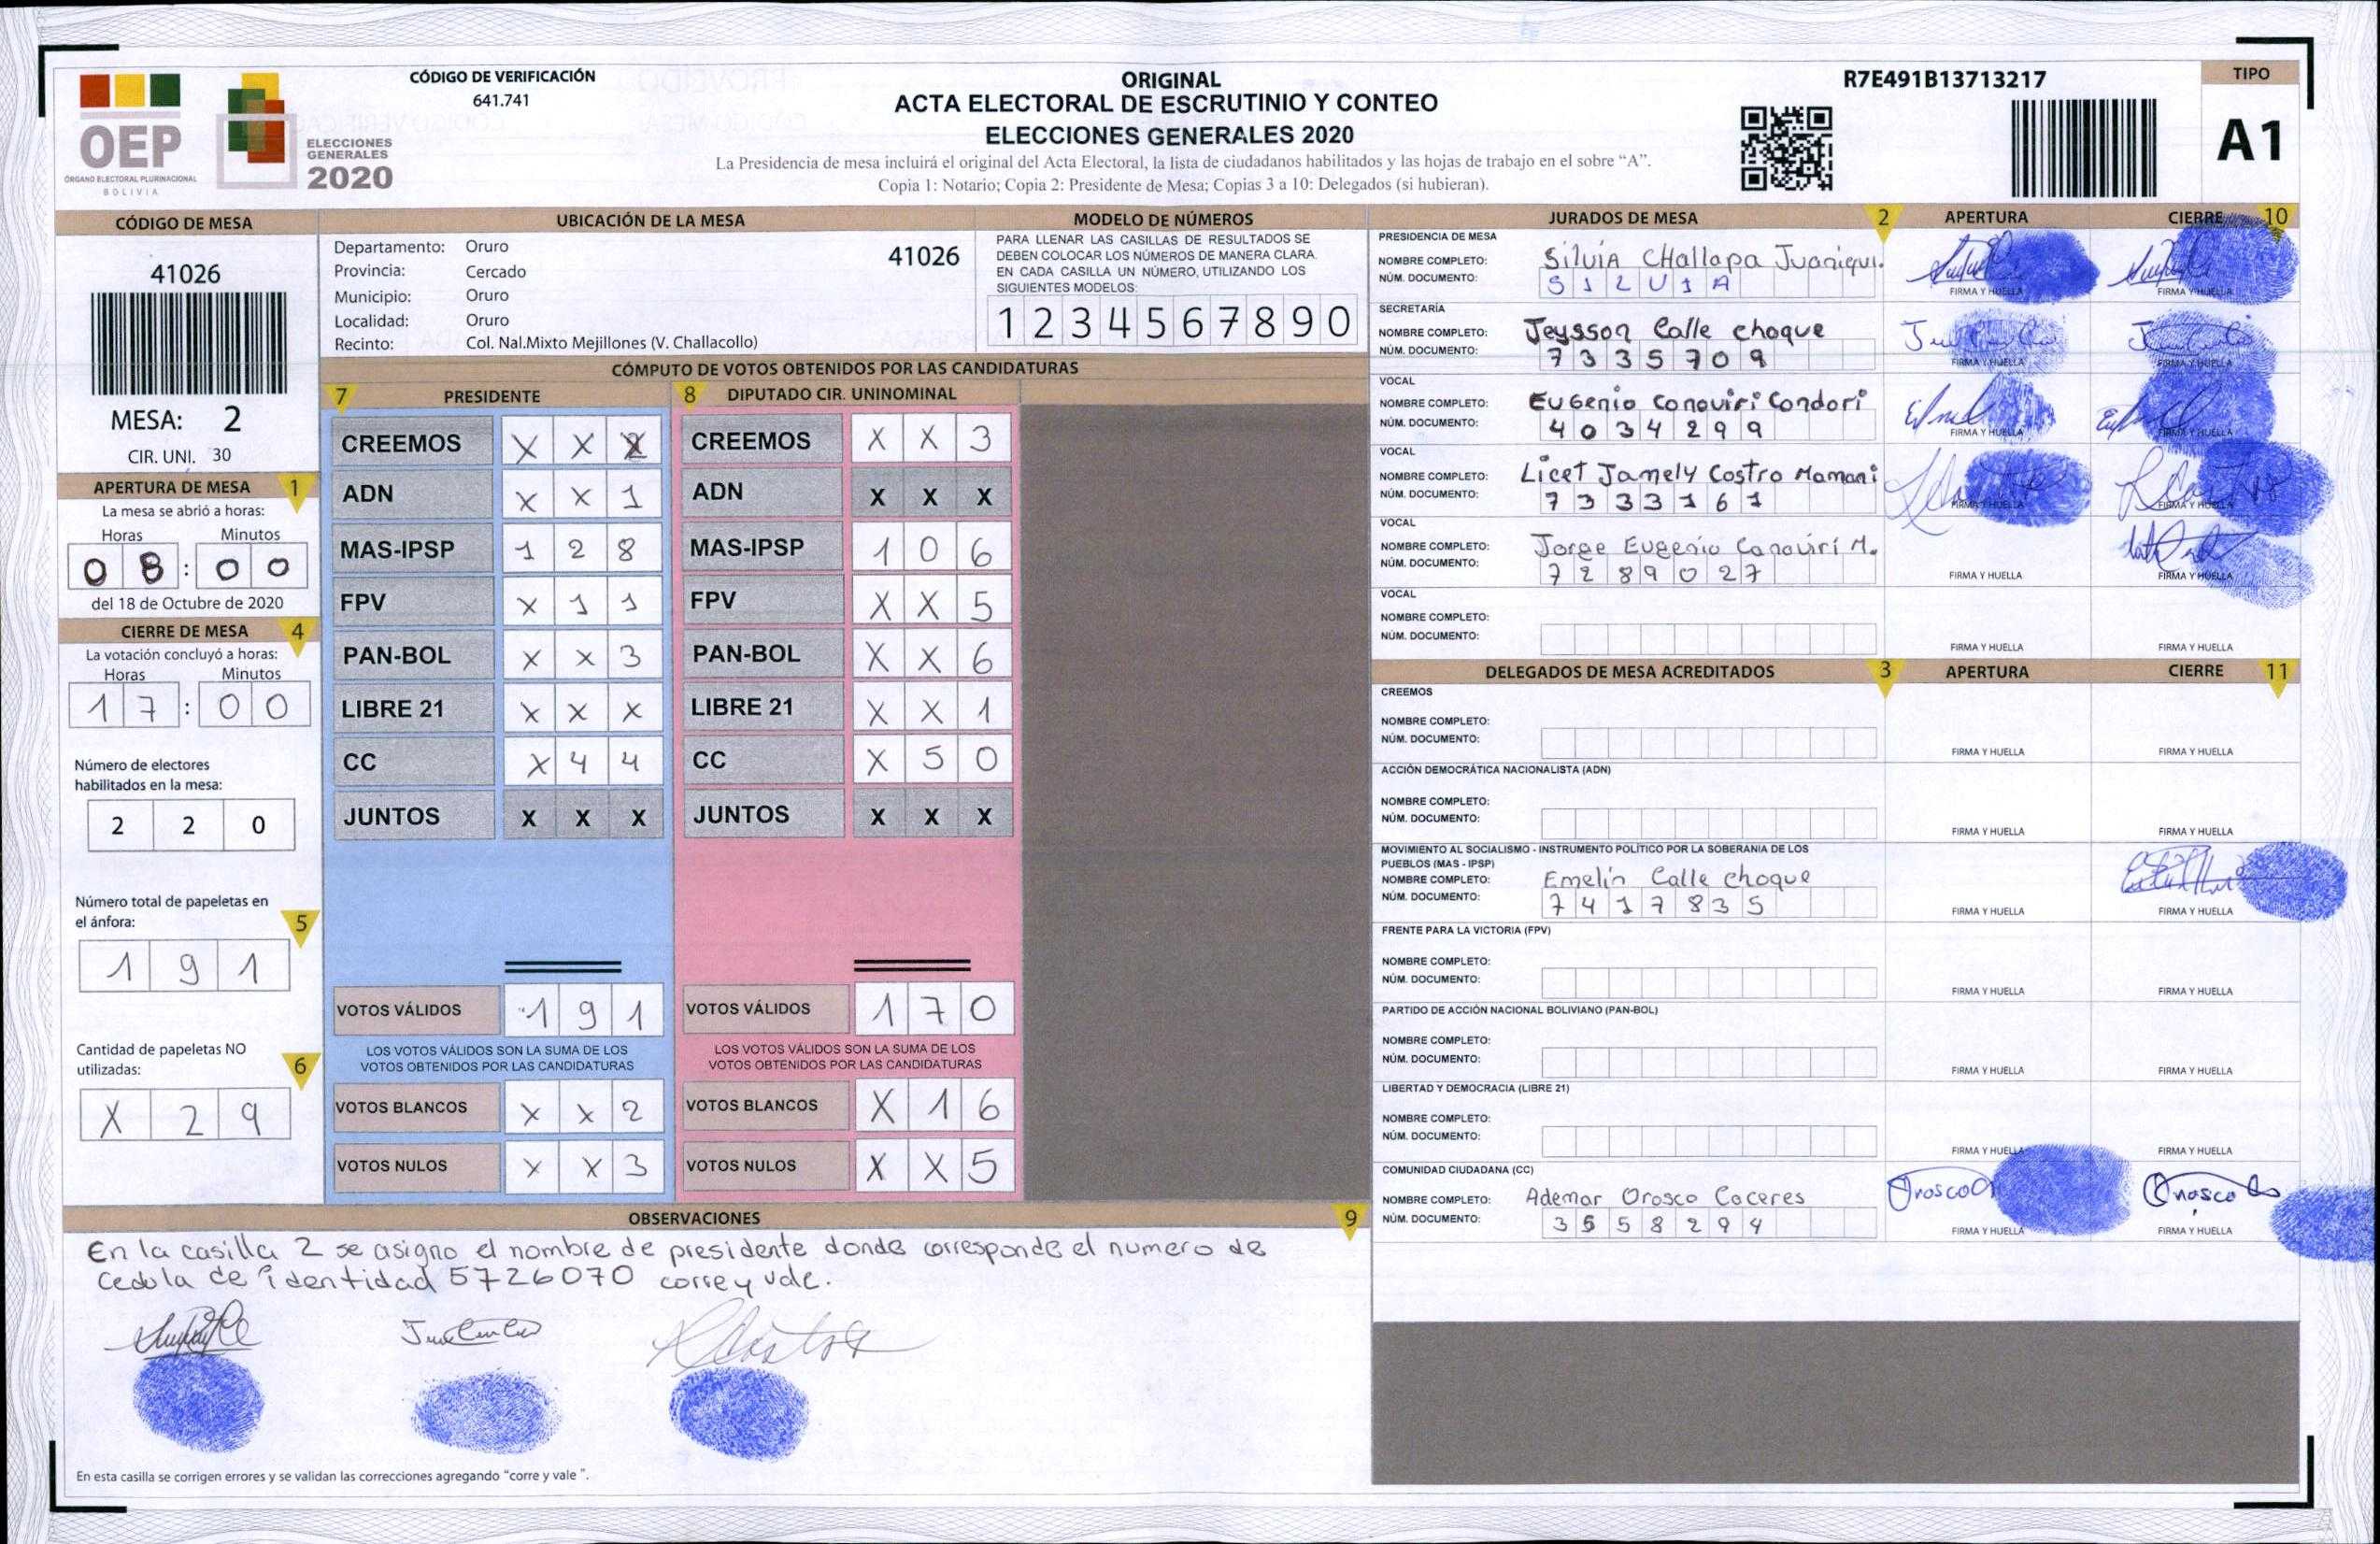 CÓDIGO DE VERIFICACIÓN
641.741
OEP
ÓRGANO ELECTORAL PLURINACIONAL
BOLIVIA
ELECCIONES
GENERALES
2020
ORIGINAL
ACTA ELECTORAL DE ESCRUTINIO Y CONTEO
ELECCIONES GENERALES 2020
La Presidencia de mesa incluirá el original del Acta Electoral, la lista de ciudadanos habilitados y las hojas de trabajo en el sobre “A”.
Copia 1: Notario; Copia 2: Presidente de Mesa; Copias 3 a 10: Delegados (si hubieran).
R7E491B13713217
TIPO
A1
CÓDIGO DE MESA
41026
MESA: 2
CIR. UNI. 30
APERTURA DE MESA 1
La mesa se abrió a horas:
Horas Minutos
08:00
del 18 de Octubre de 2020
CIERRE DE MESA 4
La votación concluyó a horas:
Horas Minutos
17:00
Número de electores
habilitados en la mesa:
2 2 0
Número total de papeletas en
el ánfora: 5
1 9 1
Cantidad de papeletas NO
utilizadas: 6
X 2 9
UBICACIÓN DE LA MESA
Departamento: Oruro
41026
Provincia: Cercado
Municipio: Oruro
Localidad: Oruro
Recinto: Col. Nal.Mixto Mejillones (V. Challacollo)
MODELO DE NÚMEROS
PARA LLENAR LAS CASILLAS DE RESULTADOS SE
DEBEN COLOCAR LOS NÚMEROS DE MANERA CLARA.
EN CADA CASILLA UN NÚMERO, UTILIZANDO LOS
SIGUIENTES MODELOS:
1 2 3 4 5 6 7 8 9 0
CÓMPUTO DE VOTOS OBTENIDOS POR LAS CANDIDATURAS
7 PRESIDENTE
CREEMOS X X
ADN X X 1
MAS-IPSP 1 2 8
FPV X 1 1
PAN-BOL X X 3
LIBRE 21 X X X
CC X 4 4
JUNTOS X X X
VOTOS VÁLIDOS 1 9 1
LOS VOTOS VÁLIDOS SON LA SUMA DE LOS
VOTOS OBTENIDOS POR LAS CANDIDATURAS
VOTOS BLANCOS X X 2
VOTOS NULOS X X 3
8 DIPUTADO CIR. UNINOMINAL
CREEMOS X X 3
ADN X X X
MAS-IPSP 1 0 6
FPV X X 5
PAN-BOL X X 6
LIBRE 21 X X 1
CC X 5 0
JUNTOS X X X
VOTOS VÁLIDOS 1 7 0
LOS VOTOS VÁLIDOS SON LA SUMA DE LOS
VOTOS OBTENIDOS POR LAS CANDIDATURAS
VOTOS BLANCOS X 1 6
VOTOS NULOS X X 5
JURADOS DE MESA 2 APERTURA CIERRE 10
PRESIDENCIA DE MESA
NOMBRE COMPLETO: Silvia CHallapa Juaniqui.
NÚM. DOCUMENTO: S I L V I A
FIRMA Y HUELLA FIRMA Y HUELLA
SECRETARÍA
NOMBRE COMPLETO: Jeysson Calle choque
NÚM. DOCUMENTO: 7 3 3 5 7 0 9
FIRMA Y HUELLA FIRMA Y HUELLA
VOCAL
NOMBRE COMPLETO: Eugenio Conoviri Condori
NÚM. DOCUMENTO: 4 0 3 4 2 9 9
FIRMA Y HUELLA FIRMA Y HUELLA
VOCAL
NOMBRE COMPLETO: Licet Jamely Costro Mamani
NÚM. DOCUMENTO: 7 3 3 3 1 6 1
FIRMA Y HUELLA FIRMA Y HUELLA
VOCAL
NOMBRE COMPLETO: Jorge Eugenio Canaviri M.
NÚM. DOCUMENTO: 7 2 8 9 0 2 7
FIRMA Y HUELLA FIRMA Y HUELLA
VOCAL
NOMBRE COMPLETO:
NÚM. DOCUMENTO:
FIRMA Y HUELLA FIRMA Y HUELLA
DELEGADOS DE MESA ACREDITADOS 3 APERTURA CIERRE 11
CREEMOS
NOMBRE COMPLETO:
NÚM. DOCUMENTO:
FIRMA Y HUELLA FIRMA Y HUELLA
ACCIÓN DEMOCRÁTICA NACIONALISTA (ADN)
NOMBRE COMPLETO:
NÚM. DOCUMENTO:
FIRMA Y HUELLA FIRMA Y HUELLA
MOVIMIENTO AL SOCIALISMO - INSTRUMENTO POLÍTICO POR LA SOBERANIA DE LOS
PUEBLOS (MAS - IPSP)
NOMBRE COMPLETO: Emelin Calle choque
NÚM. DOCUMENTO: 7 4 1 7 8 3 5
FIRMA Y HUELLA FIRMA Y HUELLA
FRENTE PARA LA VICTORIA (FPV)
NOMBRE COMPLETO:
NÚM. DOCUMENTO:
FIRMA Y HUELLA FIRMA Y HUELLA
PARTIDO DE ACCIÓN NACIONAL BOLIVIANO (PAN-BOL)
NOMBRE COMPLETO:
NÚM. DOCUMENTO:
FIRMA Y HUELLA FIRMA Y HUELLA
LIBERTAD Y DEMOCRACIA (LIBRE 21)
NOMBRE COMPLETO:
NÚM. DOCUMENTO:
FIRMA Y HUELLA FIRMA Y HUELLA
COMUNIDAD CIUDADANA (CC)
NOMBRE COMPLETO: Ademar Orosco Caceres
NÚM. DOCUMENTO: 3 5 5 8 2 9 4
FIRMA Y HUELLA FIRMA Y HUELLA
OBSERVACIONES 9
En la casilla 2 se asigno el nombre de presidente donde corresponde el numero de
Cedula de identidad 5726070 corre y vale.
En esta casilla se corrigen errores y se validan las correcciones agregando “corre y vale ”.